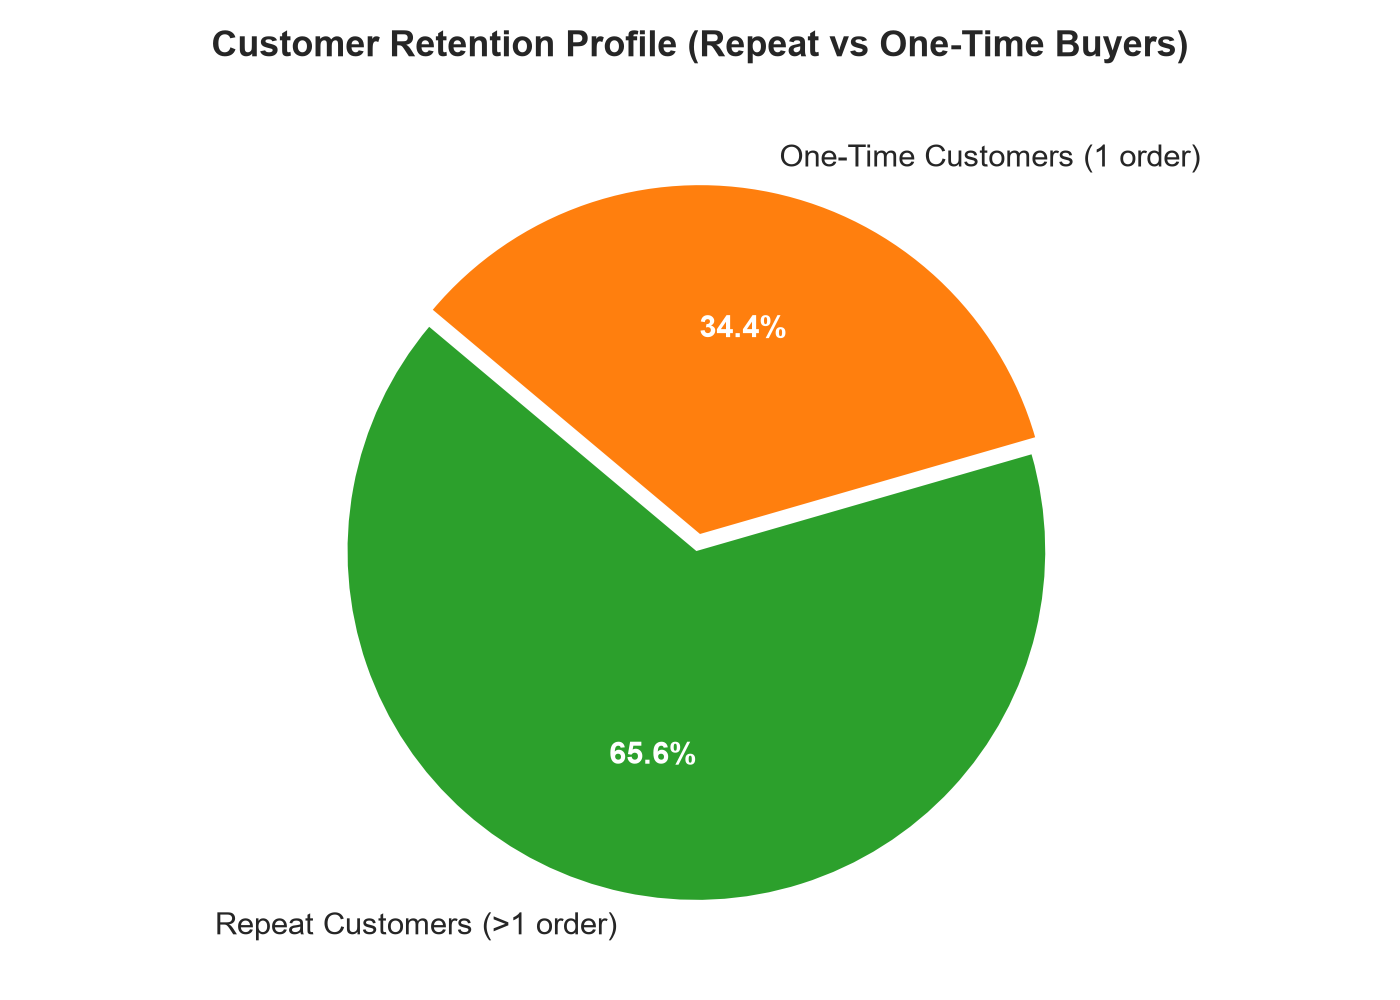 Customer Retention Profile (Repeat vs One-Time Buyers)
One-Time Customers (1 order)
34.4%
65.6%
Repeat Customers (>1 order)